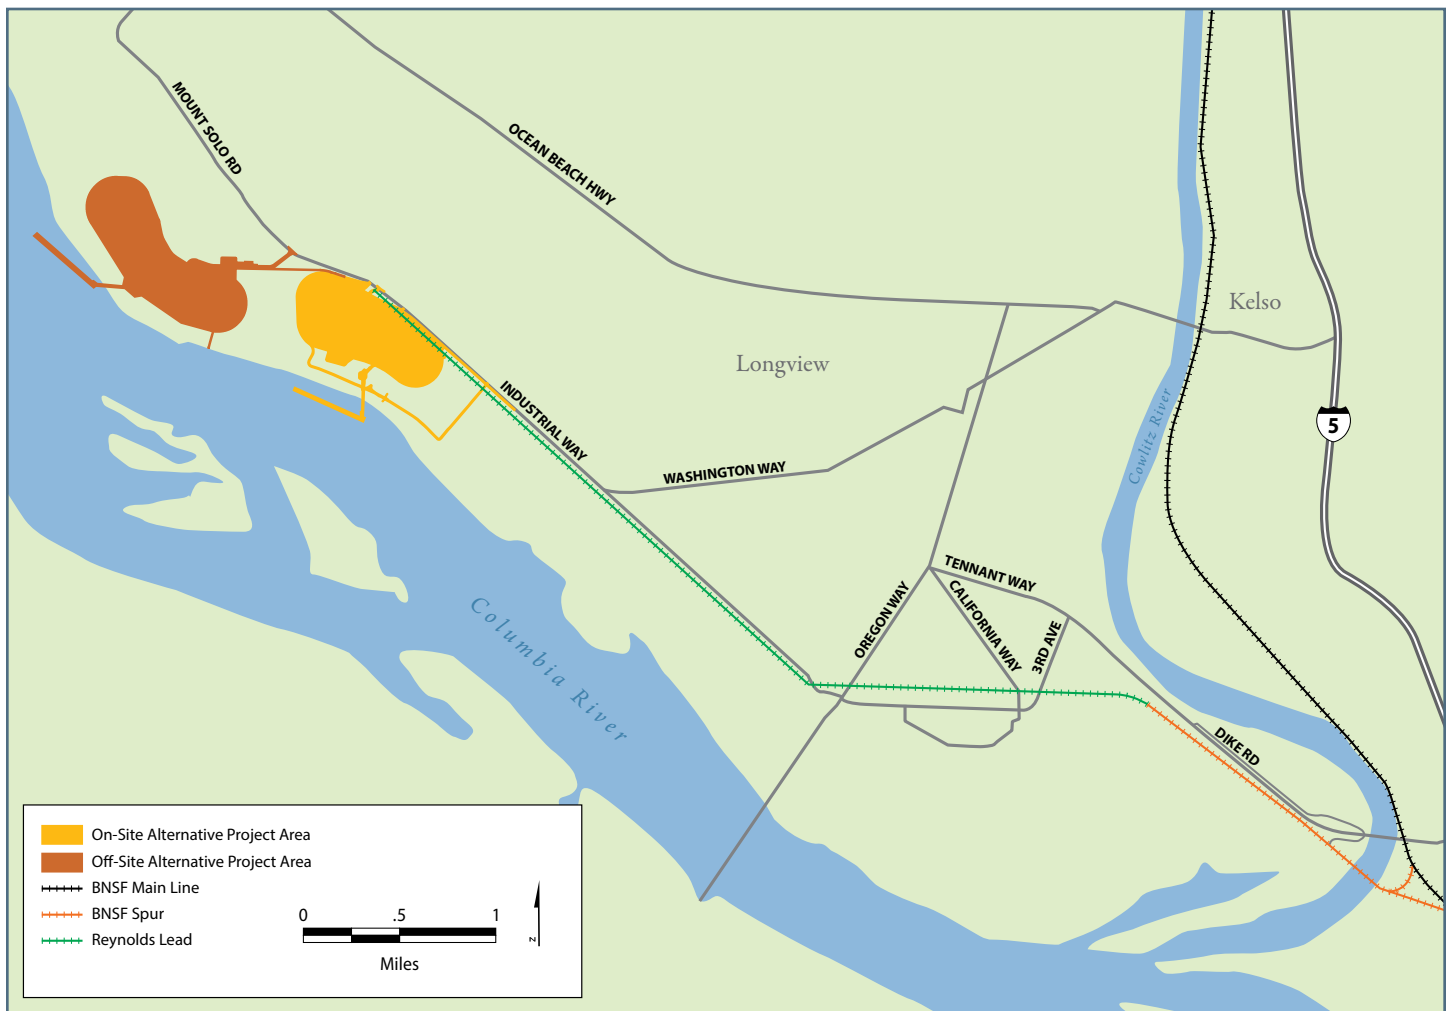 MOUNT SOLO RD
OCEAN BEACH HWY
Kelso
Longview
5
INDUSTRIAL WAY
WASHINGTON WAY
Cowlitz River
TENNANT WAY
OREGON WAY
CALIFORNIA WAY
3RD AVE
Columbia River
DIKE RD
On-Site Alternative Project Area
Off-Site Alternative Project Area
BNSF Main Line
BNSF Spur
Reynolds Lead
0 .5 1
Miles
N